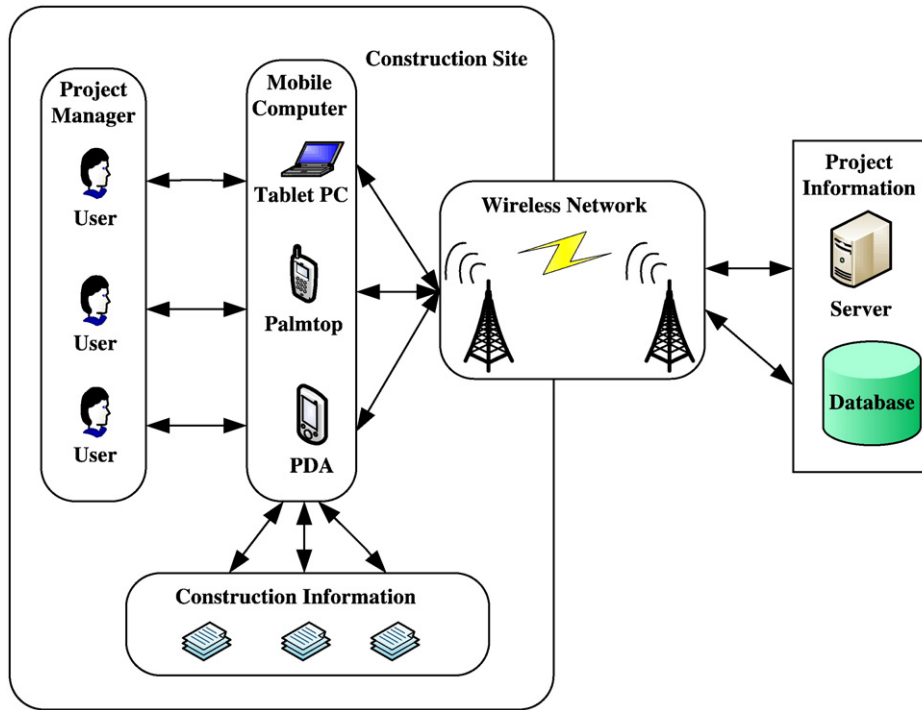 Construction Site
Project
Manager
User
User
User
Mobile
Computer
Tablet PC
Palmtop
PDA
Wireless Network
Project
Information
Server
Database
Construction Information